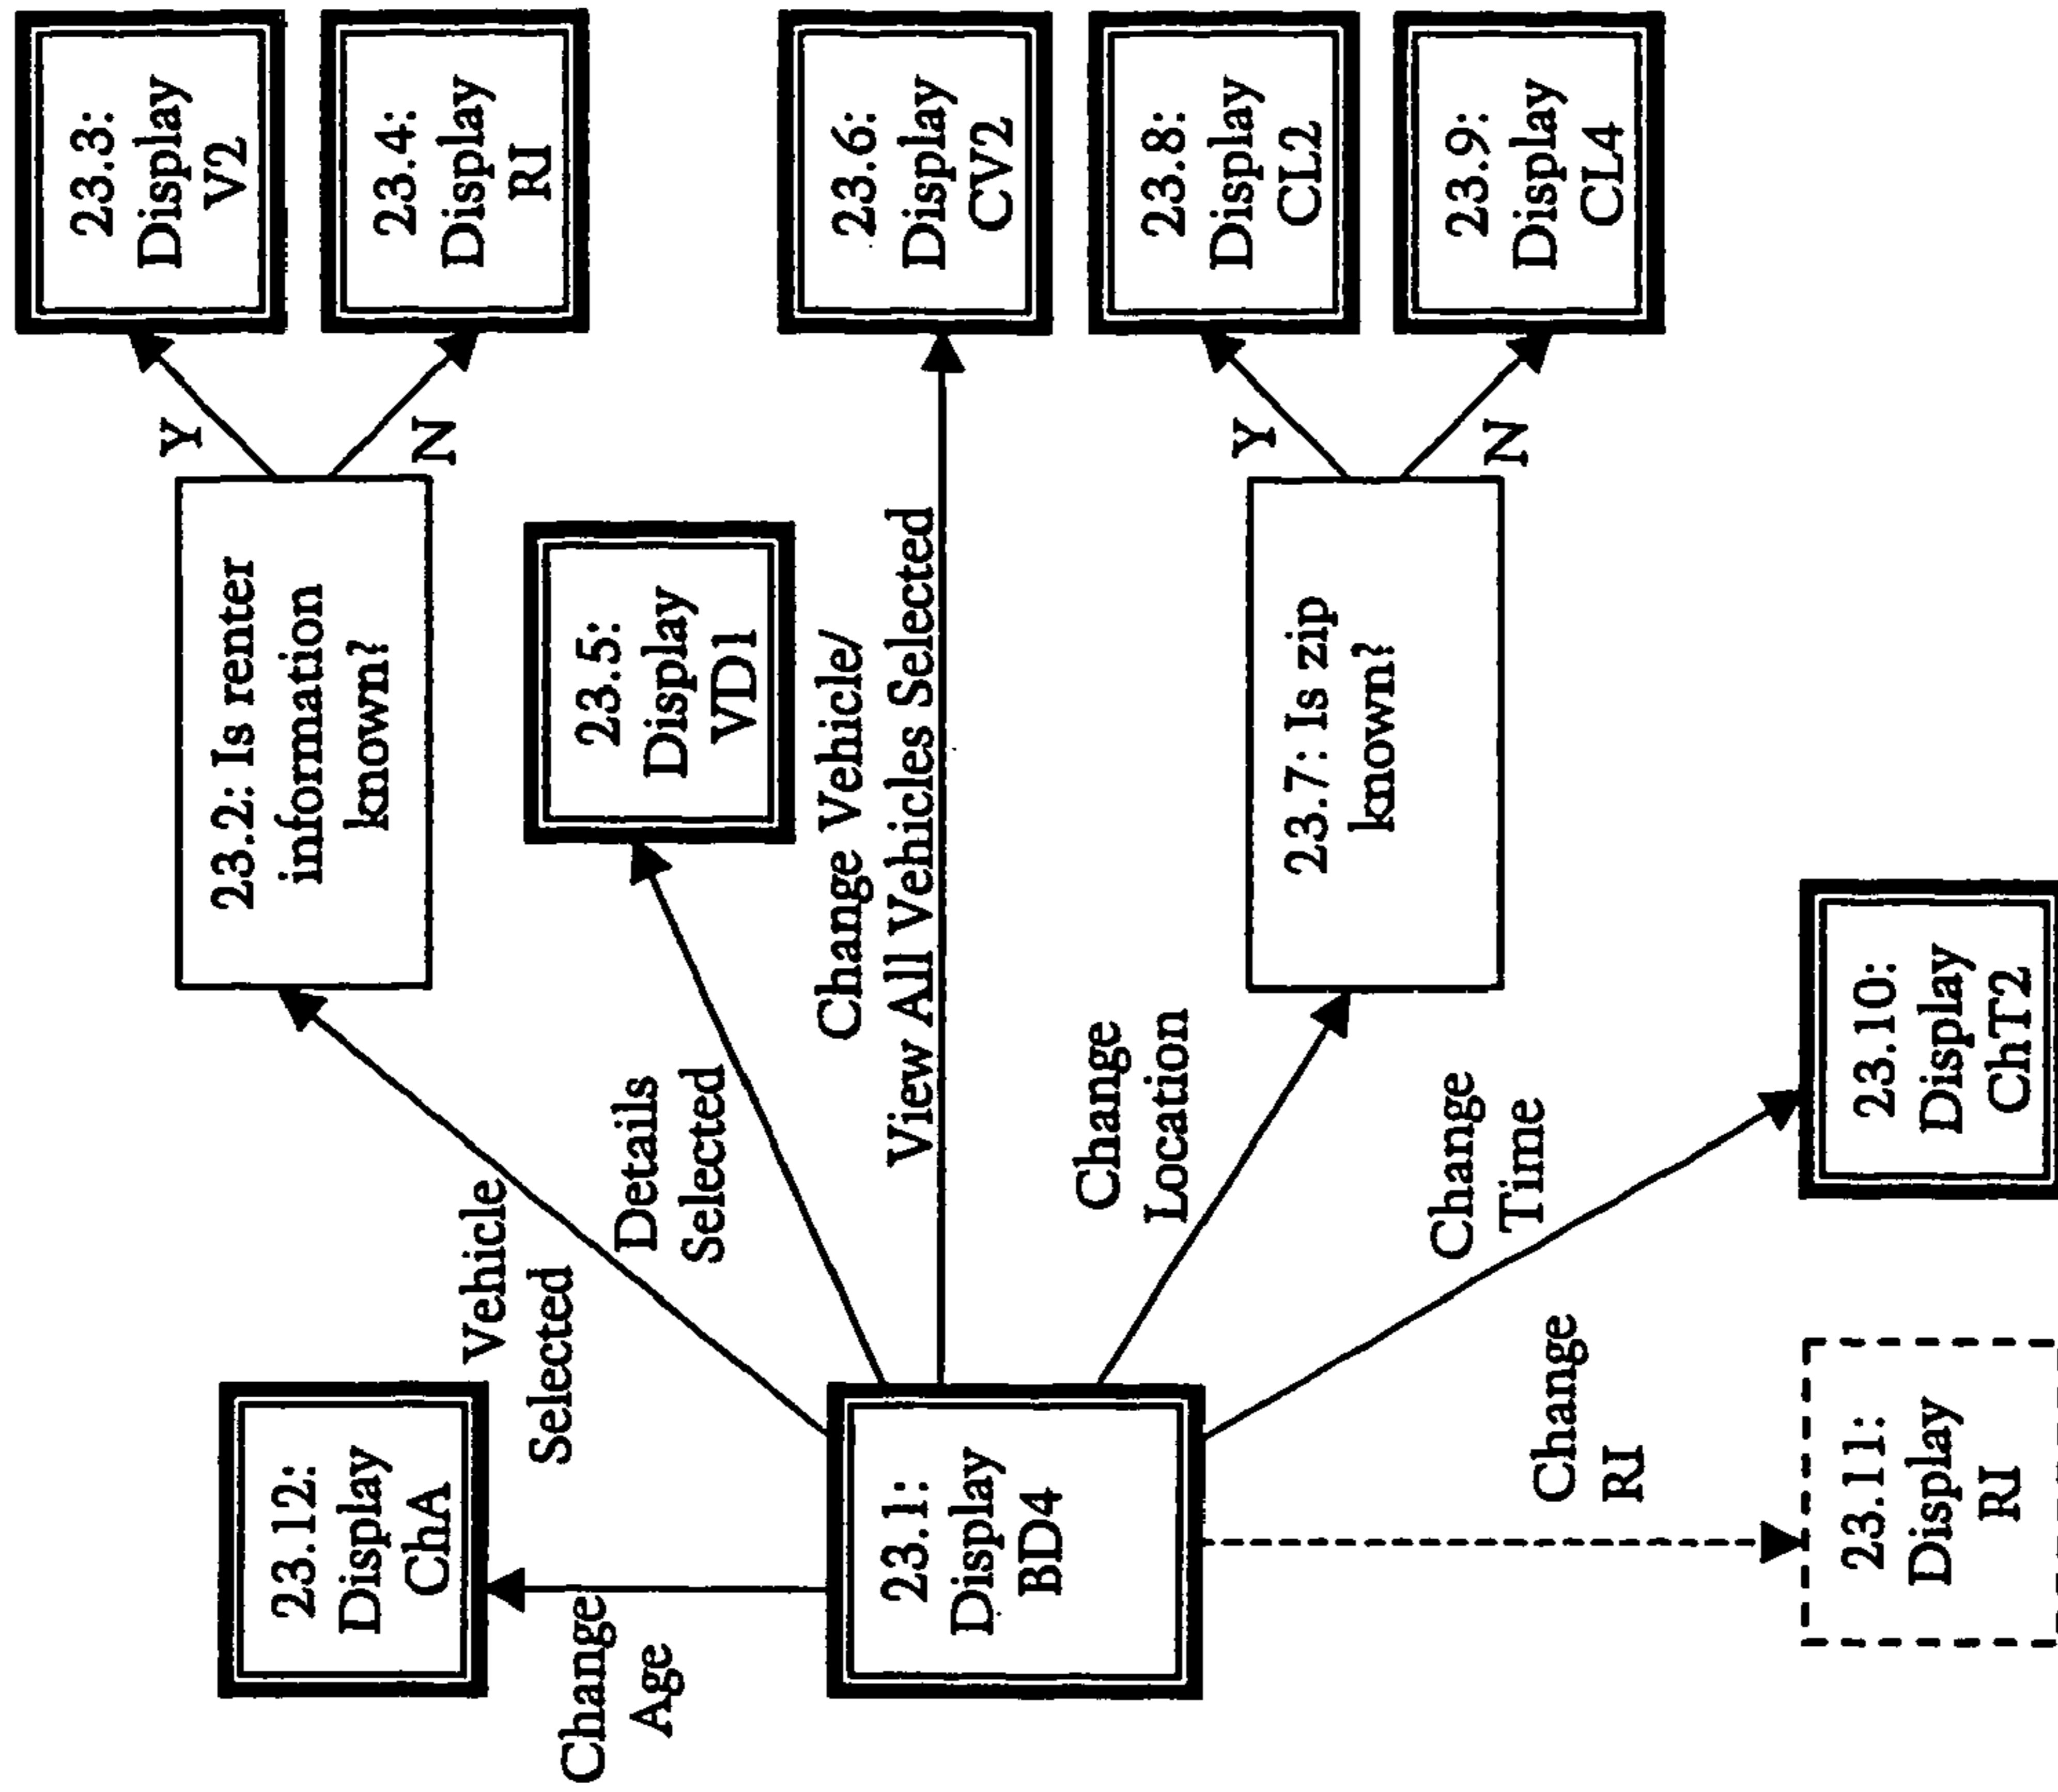 23.12:
Display
ChA
Change
Age
23.1:
Display
BD4
Vehicle
Selected
23.2: Is renter
information
known?
Y
N
23.3:
Display
V2
23.4:
Display
RI
Details
Selected
23.5:
Display
VD1
Change Vehicle/
View All Vehicles Selected
23.6:
Display
CV2
Change
Location
23.7: Is zip
known?
Y
N
23.8:
Display
CL2
23.9:
Display
CL4
Change
Time
23.10:
Display
ChT2
Change
RI
23.11:
Display
RI